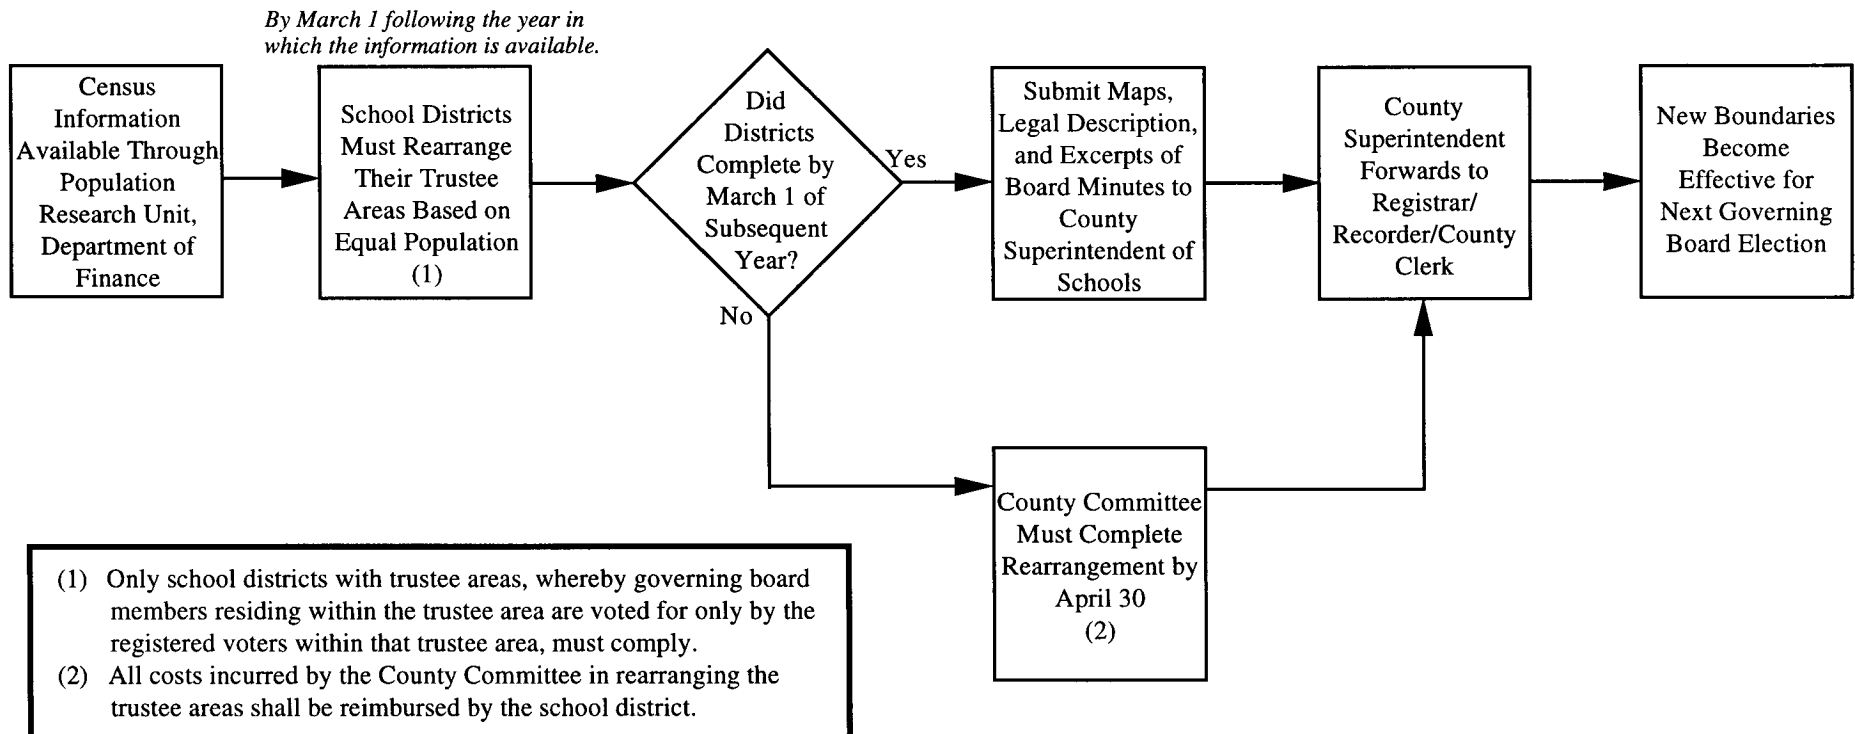 By March 1 following the year in
which the information is available.
Census
Information
Available Through
Population
Research Unit,
Department of
Finance
School Districts
Must Rearrange
Their Trustee
Areas Based on
Equal Population
(1)
Did
Districts
Complete by
March 1 of
Subsequent
Year?
Yes
No
Submit Maps,
Legal Description,
and Excerpts of
Board Minutes to
County
Superintendent of
Schools
County
Superintendent
Forwards to
Registrar/
Recorder/County
Clerk
New Boundaries
Become
Effective for
Next Governing
Board Election
County Committee
Must Complete
Rearrangement by
April 30
(2)
(1) Only school districts with trustee areas, whereby governing board
members residing within the trustee area are voted for only by the
registered voters within that trustee area, must comply.
(2) All costs incurred by the County Committee in rearranging the
trustee areas shall be reimbursed by the school district.